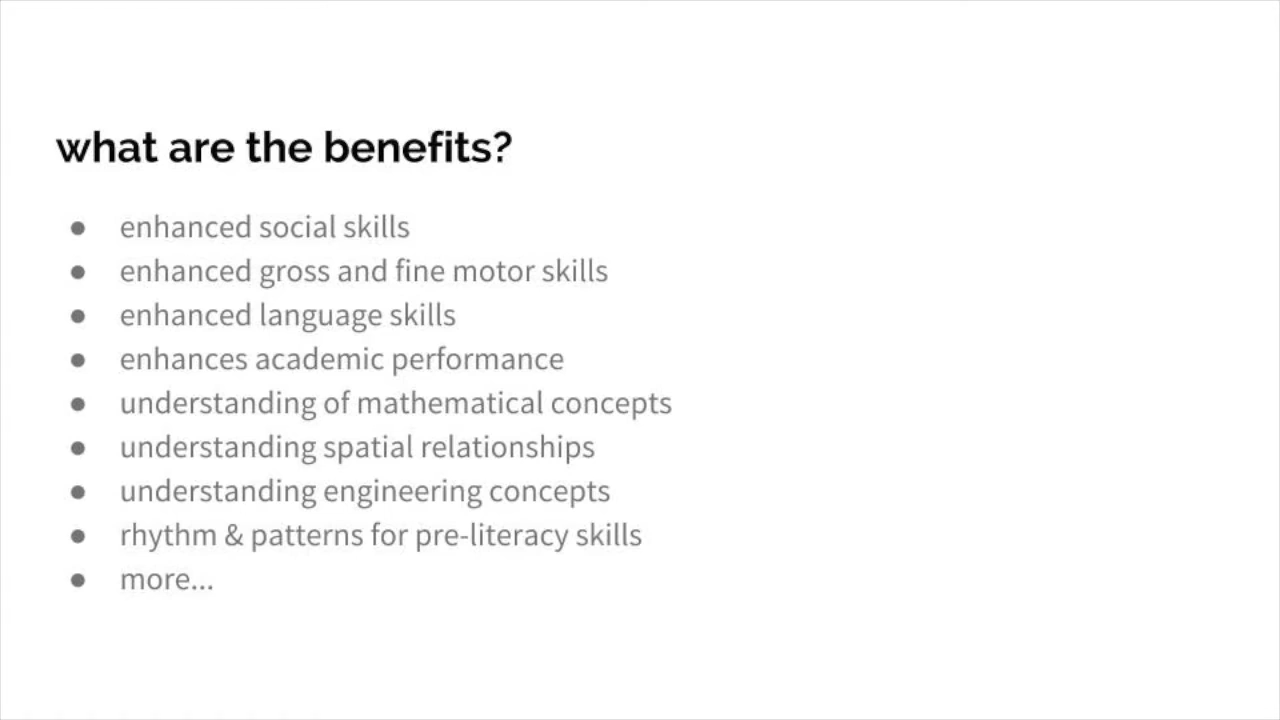 what are the benefits?
● enhanced social skills
● enhanced gross and fine motor skills
● enhanced language skills
● enhances academic performance
● understanding of mathematical concepts
● understanding spatial relationships
● understanding engineering concepts
● rhythm & patterns for pre-literacy skills
● more...